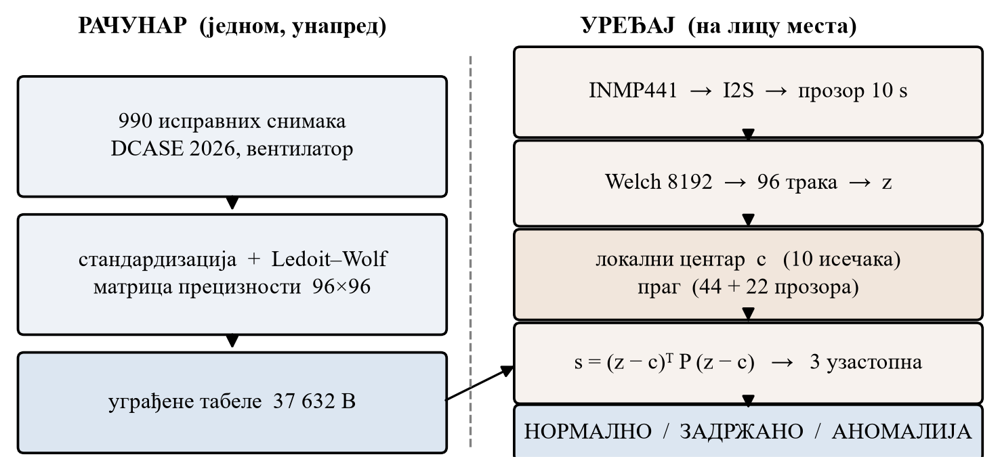 РАЧУНАР (једном, унапред)
990 исправних снимака
DCASE 2026, вентилатор
стандардизација + Ledoit–Wolf
матрица прецизности 96×96
уграђене табеле 37 632 B
УРЕЂАЈ (на лицу места)
INMP441 → I2S → прозор 10 s
Welch 8192 → 96 трака → z
локални центар c (10 исечака)
праг (44 + 22 прозора)
s = (z − c)ᵀ P (z − c) → 3 узастопна
НОРМАЛНО / ЗАДРЖАНО / АНОМАЛИЈА